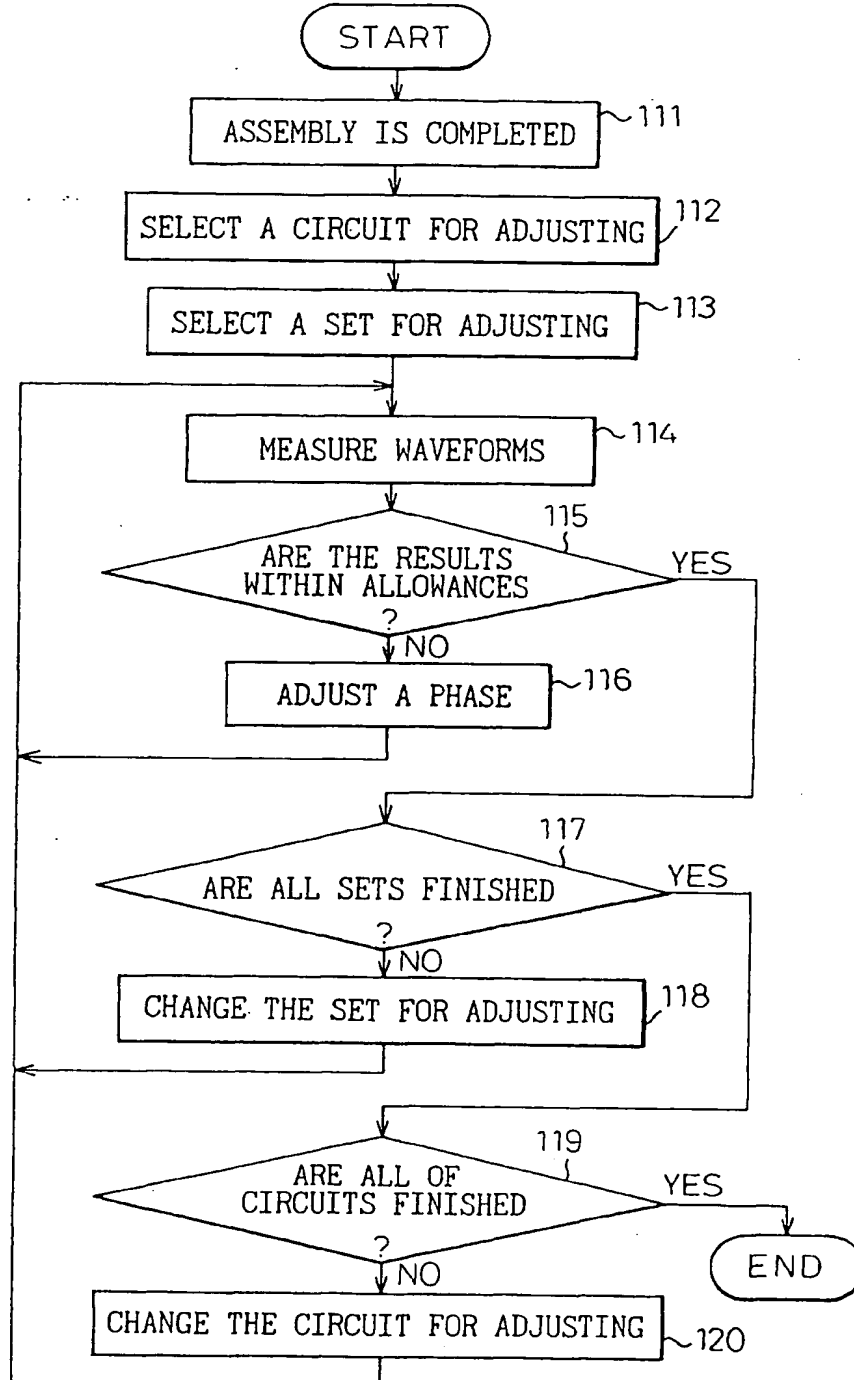 START
ASSEMBLY IS COMPLETED
111
SELECT A CIRCUIT FOR ADJUSTING
112
SELECT A SET FOR ADJUSTING
113
MEASURE WAVEFORMS
114
115
ARE THE RESULTS
WITHIN ALLOWANCES
?
YES
NO
ADJUST A PHASE
116
117
ARE ALL SETS FINISHED
?
YES
NO
CHANGE THE SET FOR ADJUSTING
118
119
ARE ALL OF
CIRCUITS FINISHED
?
YES
NO
END
CHANGE THE CIRCUIT FOR ADJUSTING
120